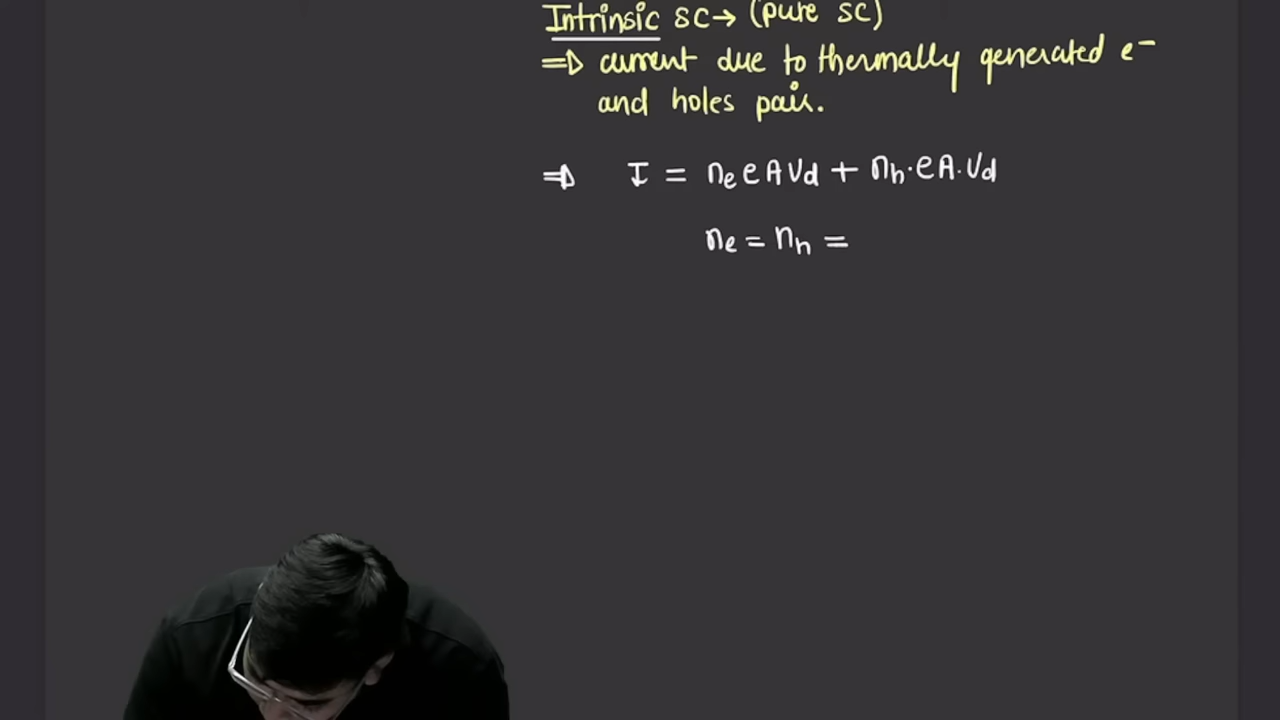 Intrinsic SC → (pure SC)
⇒ current due to thermally generated e⁻
and holes pair.
⇒ I = nₑeAVd + nₕ·eA·Vd
nₑ = nₕ =